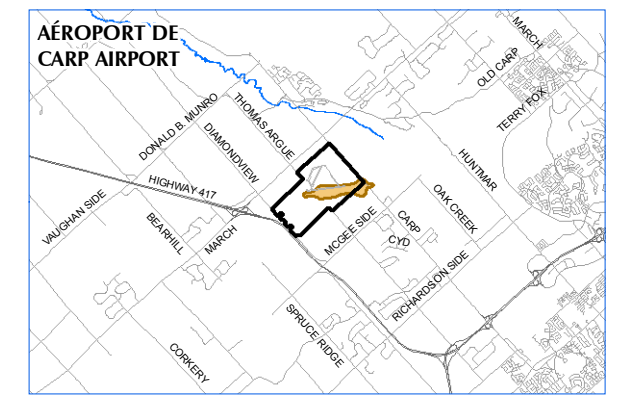 AÉROPORT DE
CARP AIRPORT
MARCH
OLD CARP
TERRY FOX
DONALD B. MUNRO
THOMAS ARGUE
DIAMONDVIEW
HUNTMAR
HIGHWAY 417
OAK CREEK
VAUGHAN SIDE
BEARHILL
MARCH
MCGEE SIDE
CARP
CYD
RICHARDSON SIDE
SPRUCE RIDGE
CORKERY